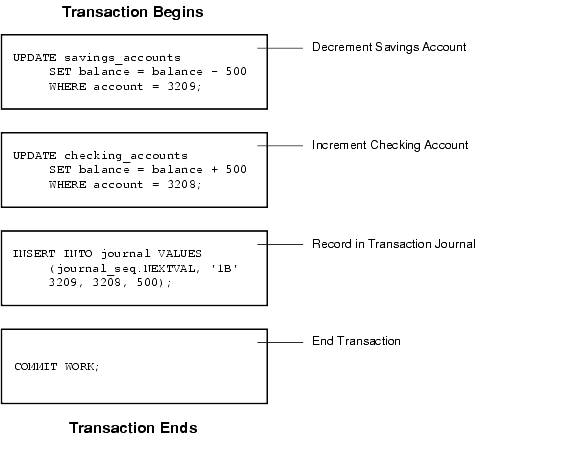 Transaction Begins
UPDATE savings_accounts
SET balance = balance - 500
WHERE account = 3209;
Decrement Savings Account
UPDATE checking_accounts
SET balance = balance + 500
WHERE account = 3208;
Increment Checking Account
INSERT INTO journal VALUES
(journal_seq.NEXTVAL, '1B'
3209, 3208, 500);
Record in Transaction Journal
COMMIT WORK;
End Transaction
Transaction Ends